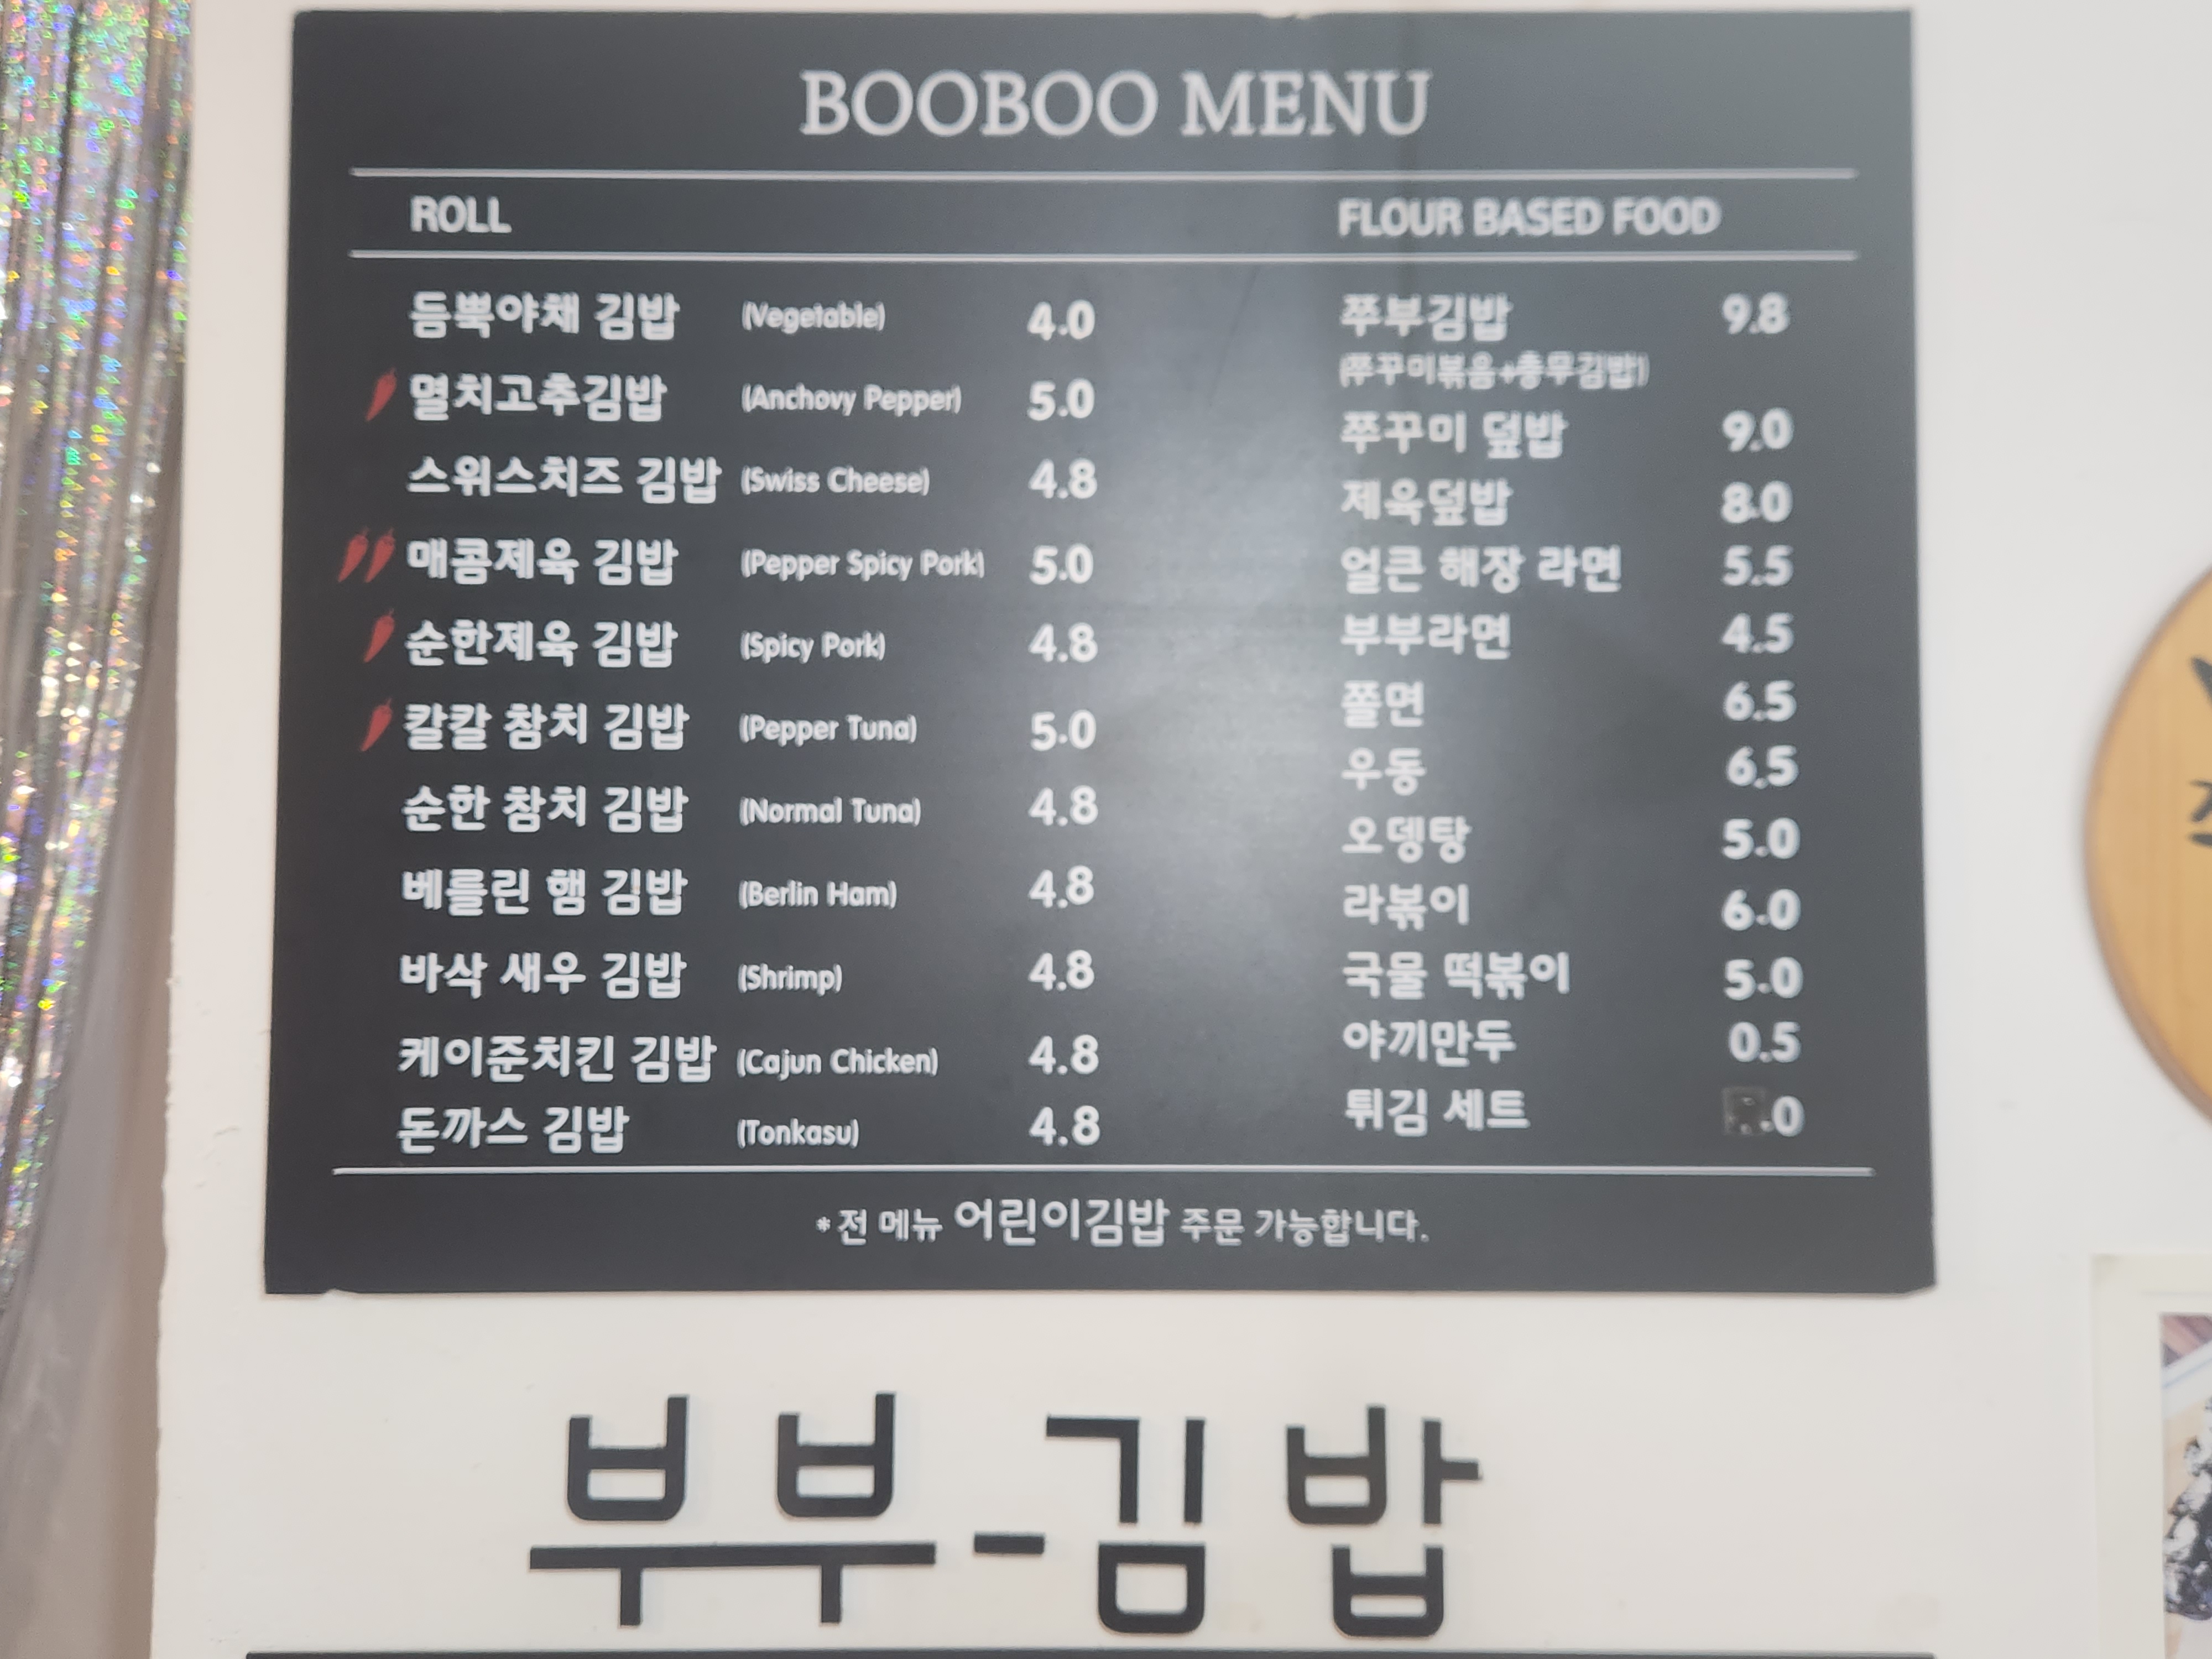 BOOBOO MENU
ROLL
FLOUR BASED FOOD
듬뿍야채 김밥 (Vegetable) 4.0
멸치고추김밥 (Anchovy Pepper) 5.0
스위스치즈 김밥 (Swiss Cheese) 4.8
매콤제육 김밥 (Pepper Spicy Pork) 5.0
순한제육 김밥 (Spicy Pork) 4.8
칼칼 참치 김밥 (Pepper Tuna) 5.0
순한 참치 김밥 (Normal Tuna) 4.8
베를린 햄 김밥 (Berlin Ham) 4.8
바삭 새우 김밥 (Shrimp) 4.8
케이준치킨 김밥 (Cajun Chicken) 4.8
돈까스 김밥 (Tonkasu) 4.8
쭈부김밥 9.8
(쭈꾸미볶음+충무김밥)
쭈꾸미 덮밥 9.0
제육덮밥 8.0
얼큰 해장 라면 5.5
부부라면 4.5
쫄면 6.5
우동 6.5
오뎅탕 5.0
라볶이 6.0
국물 떡볶이 5.0
야끼만두 0.5
튀김 세트 .0
*전 메뉴 어린이김밥 주문 가능합니다.
부부-김밥